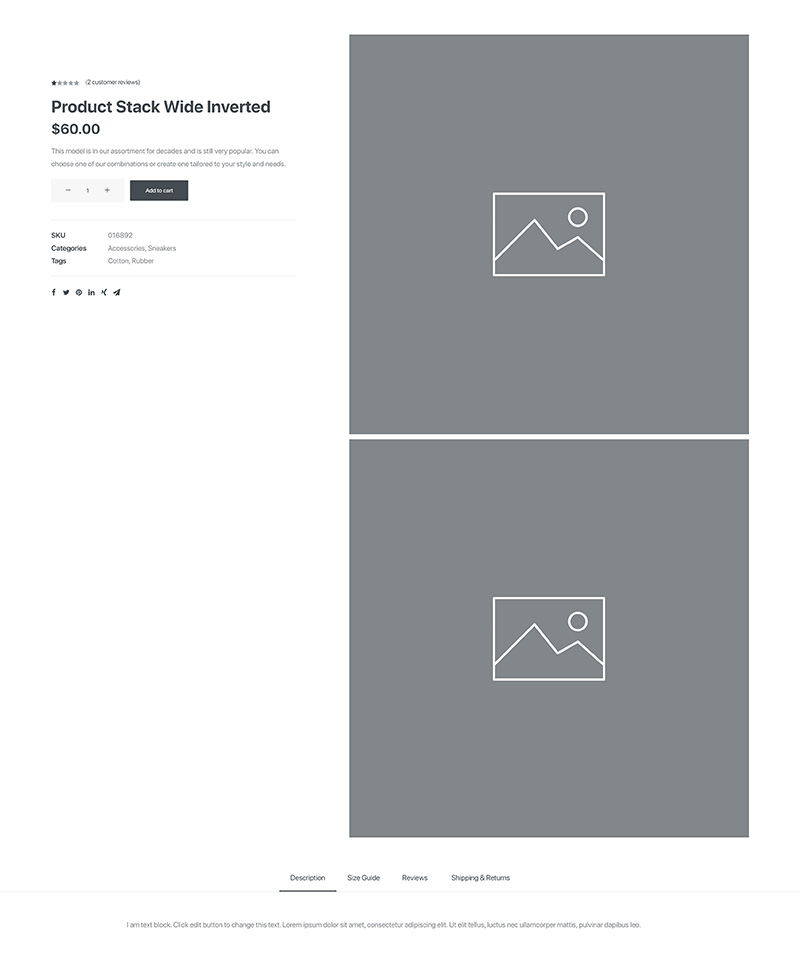 (2 customer reviews)
Product Stack Wide Inverted
$60.00
This model is in our assortment for decades and is still very popular. You can
choose one of our combinations or create one tailored to your style and needs.
− 1 + Add to cart
SKU 016892
Categories Accessories, Sneakers
Tags Cotton, Rubber
Description Size Guide Reviews Shipping & Returns
I am text block. Click edit button to change this text. Lorem ipsum dolor sit amet, consectetur adipiscing elit. Ut elit tellus, luctus nec ullamcorper mattis, pulvinar dapibus leo.